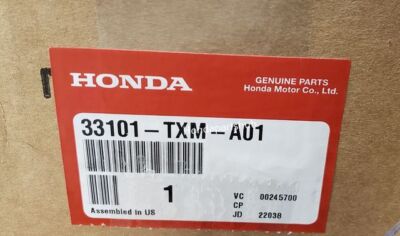 HONDA
GENUINE PARTS
Honda Motor Co., Ltd.
33101-TXM-A01
1
Assembled in US
VC 00245700
CP
JD 22038